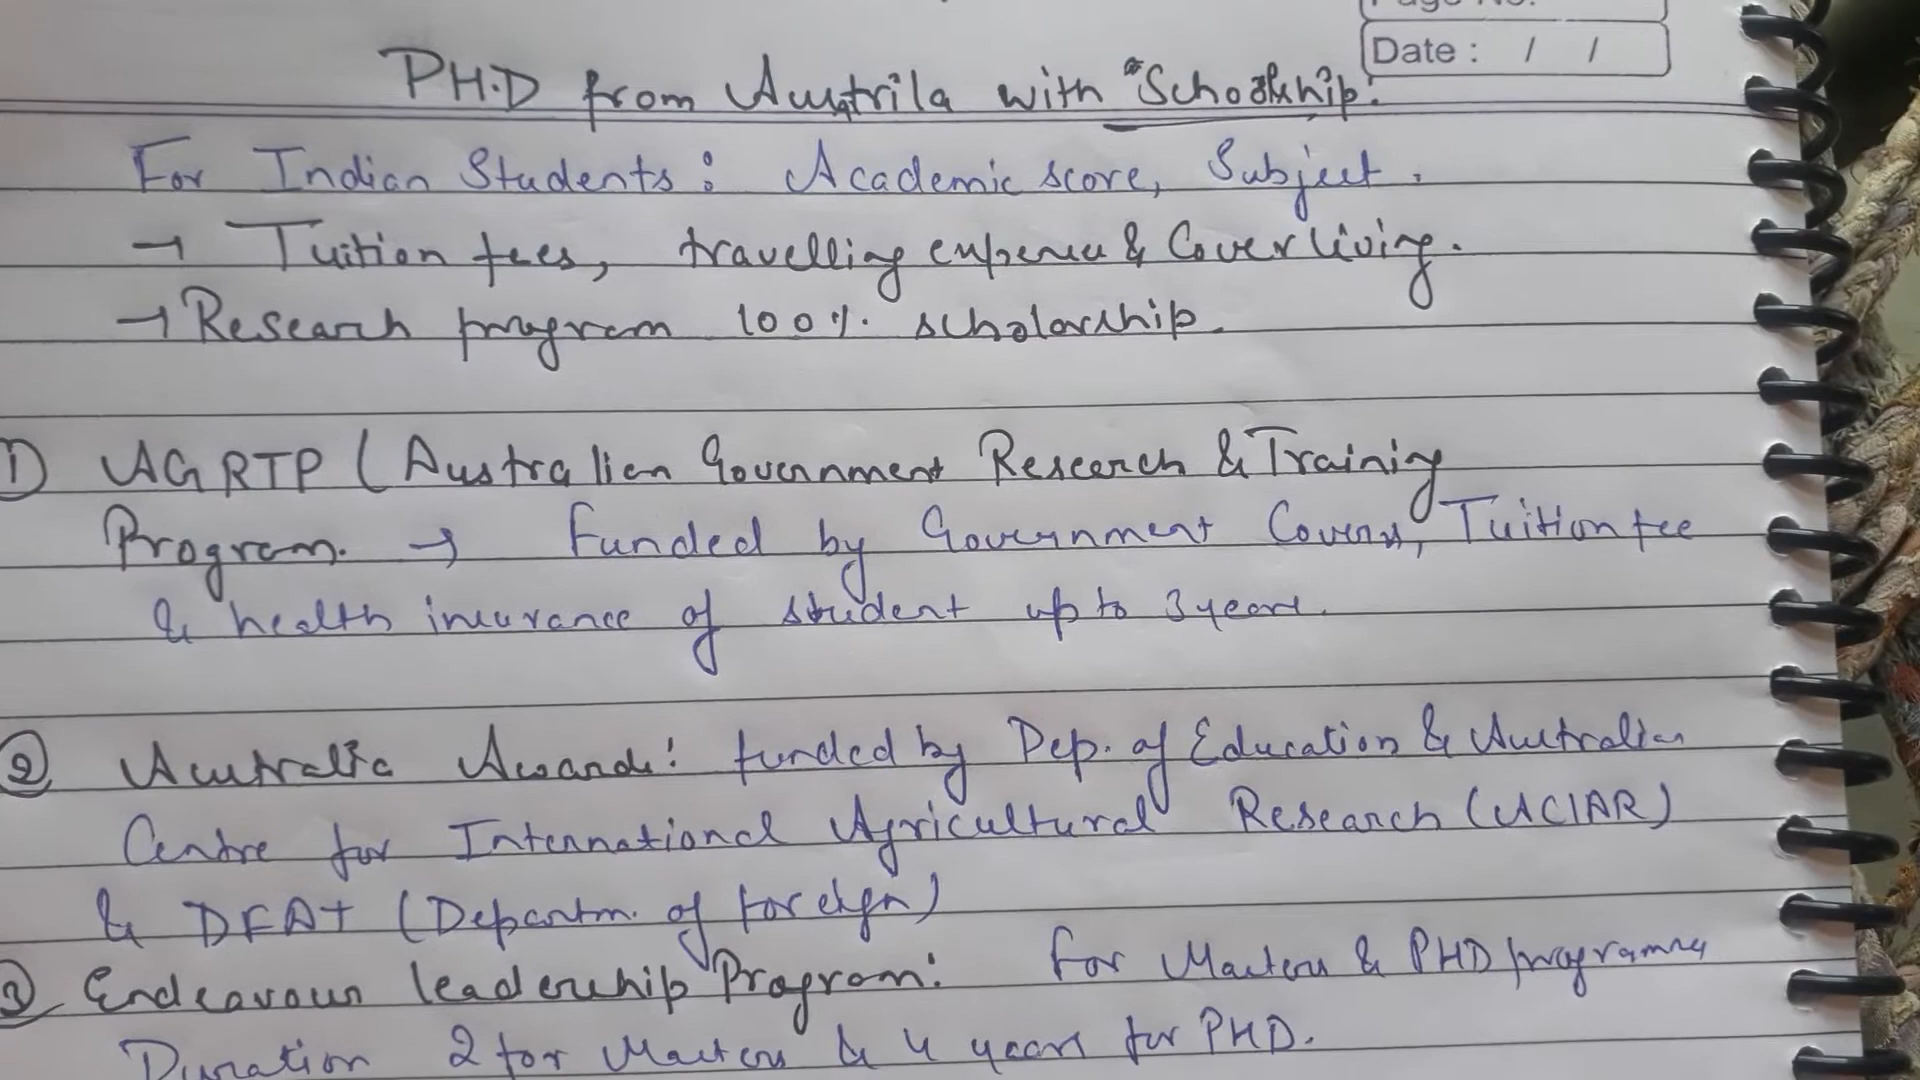 Page No.
Date : / /
PH.D from Austrila with "Schoolship!
For Indian Students : Academic score, Subject.
→ Tuition fees, travelling expense & Cover living.
→ Research program 100% scholarship.
1) AGRTP (Australian Government Research & Training
Program. → Funded by Government Covers, Tuition fee
& health insurance of student up to 3 years.
2 Australia Awards: funded by Dep. of Education & Australian
Centre for International Agricultural Research (ACIAR)
& DFAT (Departm. of foreign)
3 Endeavour leadership Program: For Masters & PHD programmes
Duration 2 for Masters & 4 years for PHD.